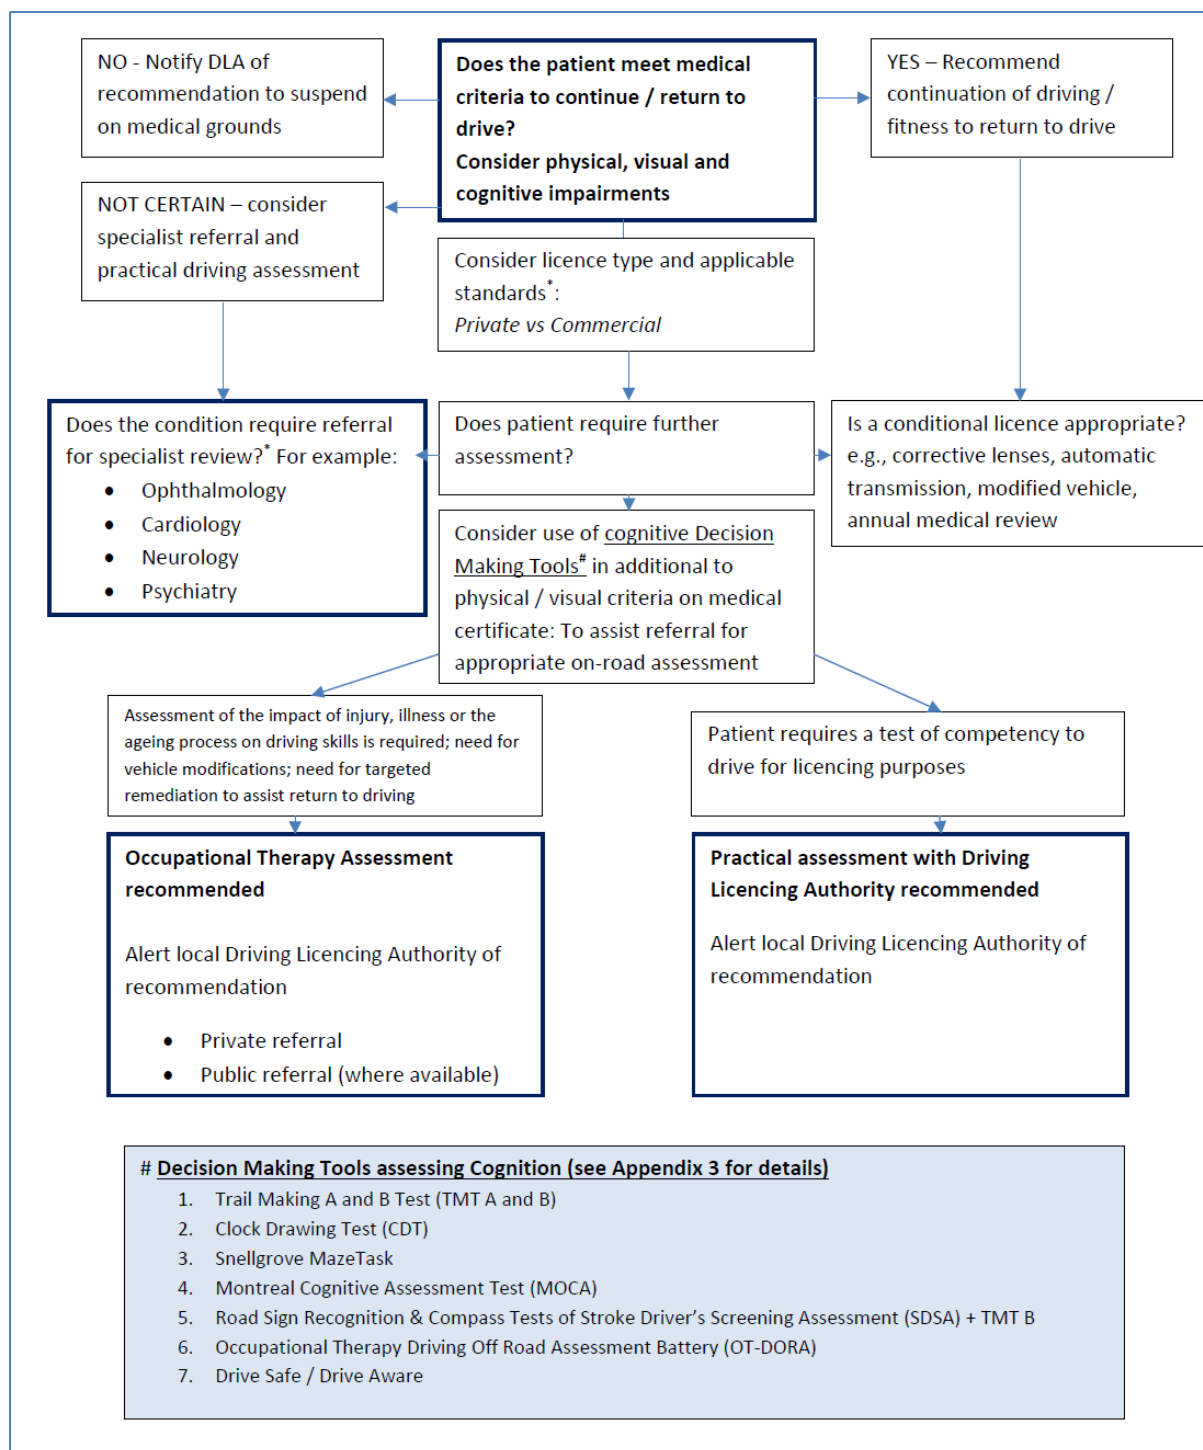 NO - Notify DLA of
recommendation to suspend
on medical grounds
Does the patient meet medical
criteria to continue / return to
drive?
Consider physical, visual and
cognitive impairments
YES – Recommend
continuation of driving /
fitness to return to drive
NOT CERTAIN – consider
specialist referral and
practical driving assessment
Consider licence type and applicable
standards*:
Private vs Commercial
Does the condition require referral
for specialist review?* For example:
• Ophthalmology
• Cardiology
• Neurology
• Psychiatry
Does patient require further
assessment?
Is a conditional licence appropriate?
e.g., corrective lenses, automatic
transmission, modified vehicle,
annual medical review
Consider use of cognitive Decision
Making Tools# in additional to
physical / visual criteria on medical
certificate: To assist referral for
appropriate on-road assessment
Assessment of the impact of injury, illness or the
ageing process on driving skills is required; need for
vehicle modifications; need for targeted
remediation to assist return to driving
Patient requires a test of competency to
drive for licencing purposes
Occupational Therapy Assessment
recommended
Alert local Driving Licencing Authority of
recommendation
• Private referral
• Public referral (where available)
Practical assessment with Driving
Licencing Authority recommended
Alert local Driving Licencing Authority of
recommendation
# Decision Making Tools assessing Cognition (see Appendix 3 for details)
1. Trail Making A and B Test (TMT A and B)
2. Clock Drawing Test (CDT)
3. Snellgrove MazeTask
4. Montreal Cognitive Assessment Test (MOCA)
5. Road Sign Recognition & Compass Tests of Stroke Driver's Screening Assessment (SDSA) + TMT B
6. Occupational Therapy Driving Off Road Assessment Battery (OT-DORA)
7. Drive Safe / Drive Aware